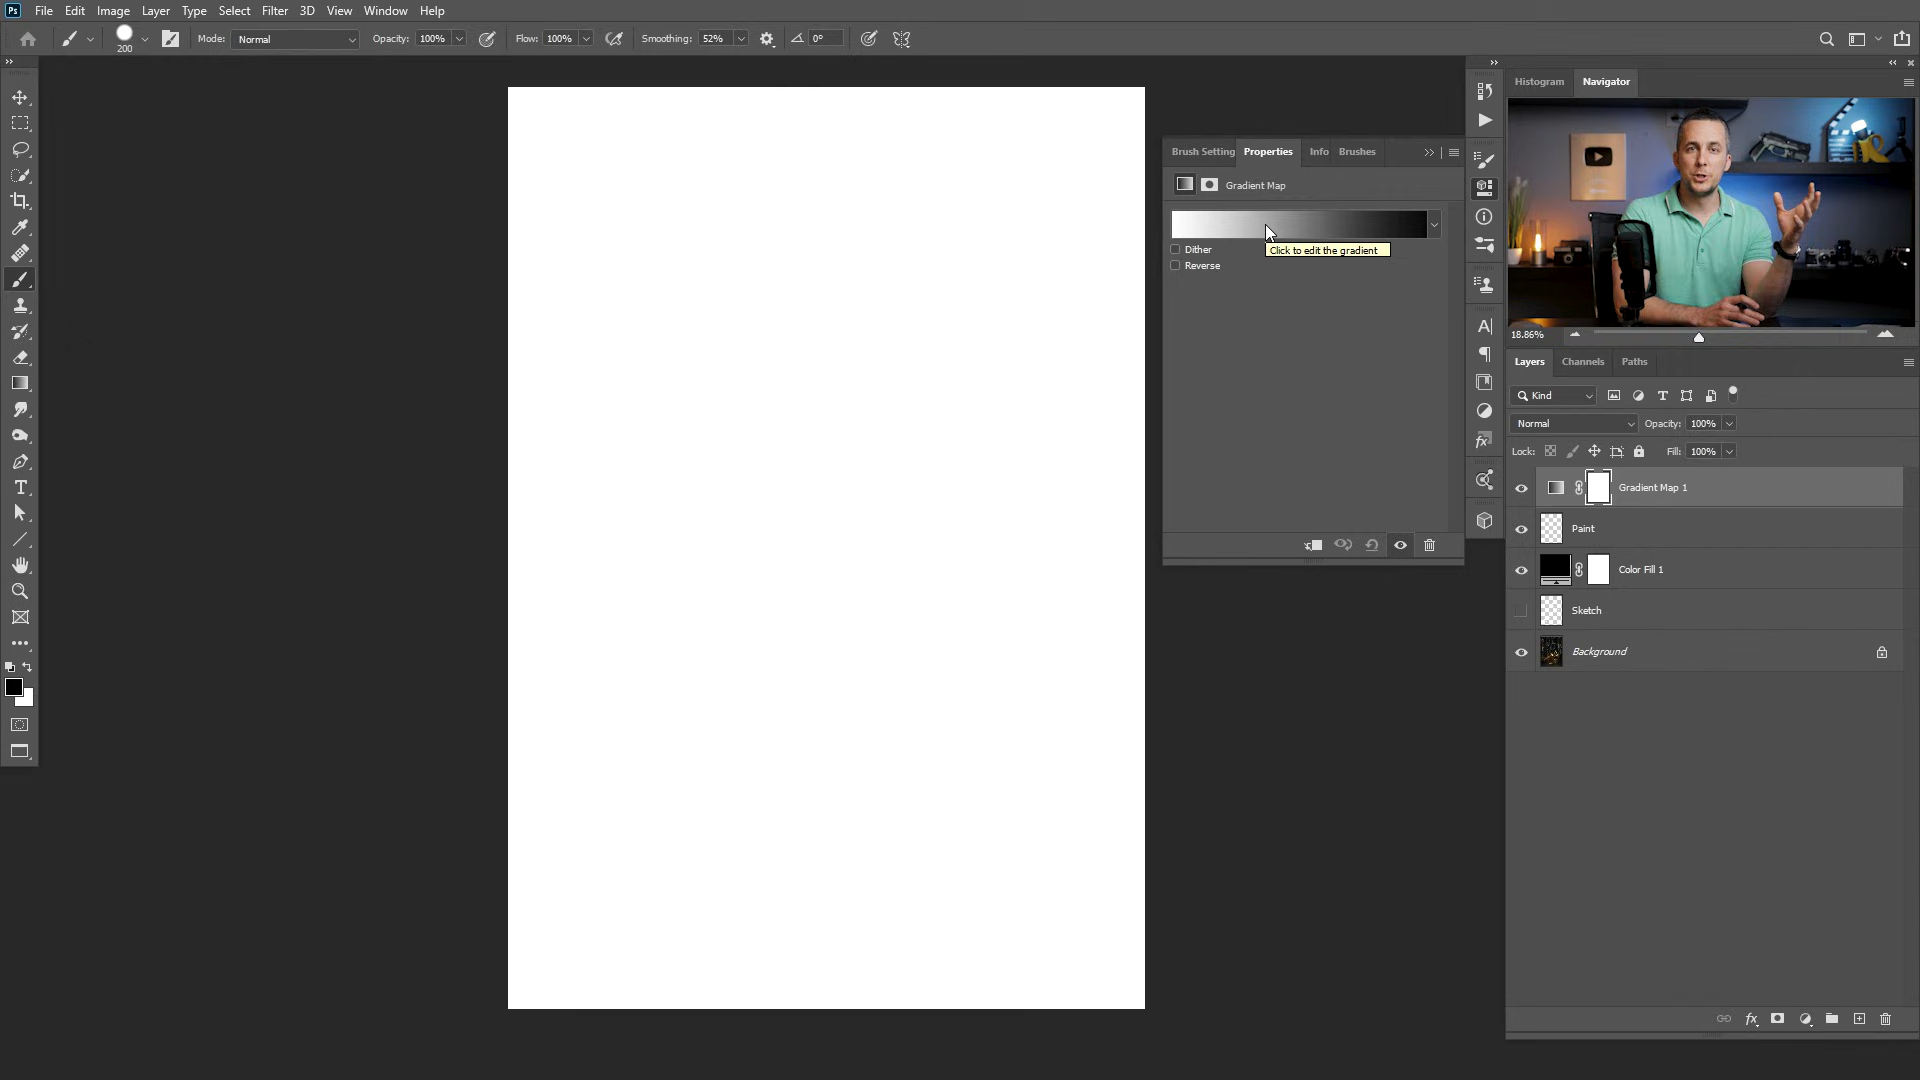 Ps File Edit Image Layer Type Select Filter 3D View Window Help
200 Mode: Normal Opacity: 100% Flow: 100% Smoothing: 52% 0°
Histogram Navigator
18.86%
Brush Setting Properties Info Brushes
Gradient Map
Click to edit the gradient
Dither
Reverse
Layers Channels Paths
Kind
Normal Opacity: 100%
Lock: Fill: 100%
Gradient Map 1
Paint
Color Fill 1
Sketch
Background